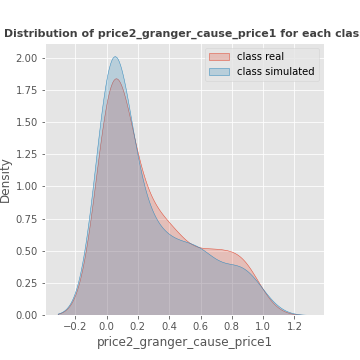 Distribution of price2_granger_cause_price1 for each clas
class real
class simulated
2.00
1.75
1.50
1.25
1.00
0.75
0.50
0.25
0.00
Density
−0.2 0.0 0.2 0.4 0.6 0.8 1.0 1.2
price2_granger_cause_price1